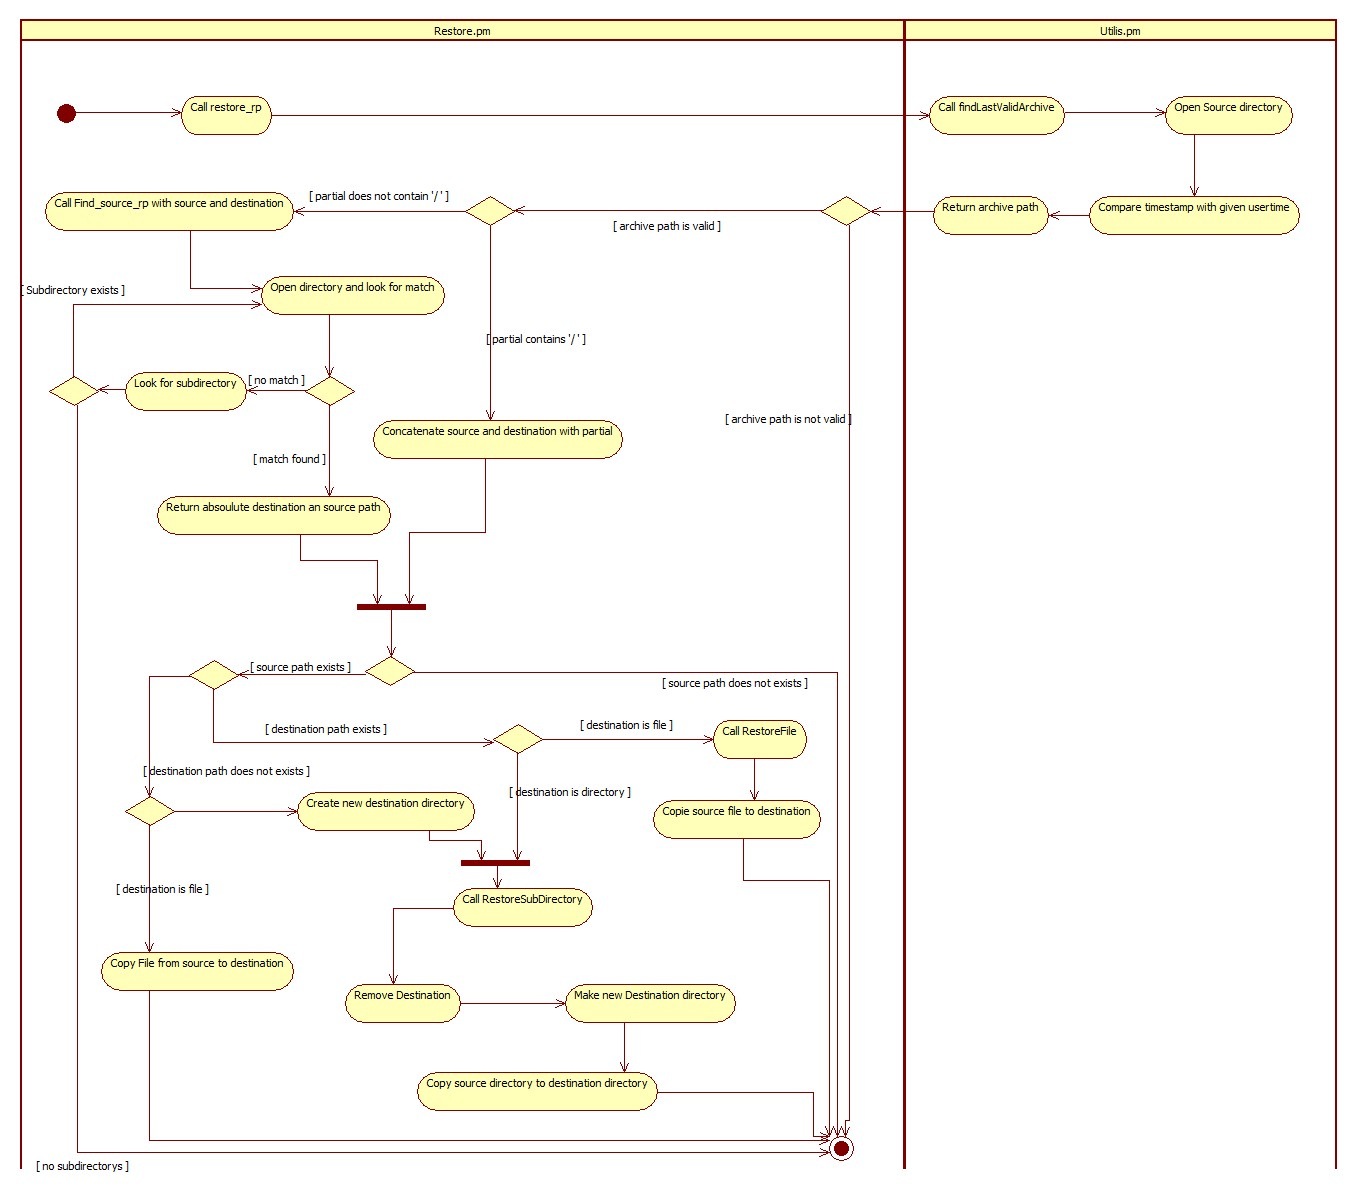 Restore.pm
Utilis.pm
Call restore_rp
Call findLastValidArchive
Open Source directory
[ partial does not contain '/' ]
Call Find_source_rp with source and destination
[ archive path is valid ]
Return archive path
Compare timestamp with given usertime
[ Subdirectory exists ]
Open directory and look for match
[ partial contains '/' ]
Look for subdirectory
[ no match ]
[ archive path is not valid ]
Concatenate source and destination with partial
[ match found ]
Return absoulute destination an source path
[ source path exists ]
[ source path does not exists ]
[ destination path exists ]
[ destination is file ]
Call RestoreFile
[ destination path does not exists ]
[ destination is directory ]
Create new destination directory
Copie source file to destination
[ destination is file ]
Call RestoreSubDirectory
Copy File from source to destination
Remove Destination
Make new Destination directory
Copy source directory to destination directory
[ no subdirectorys ]